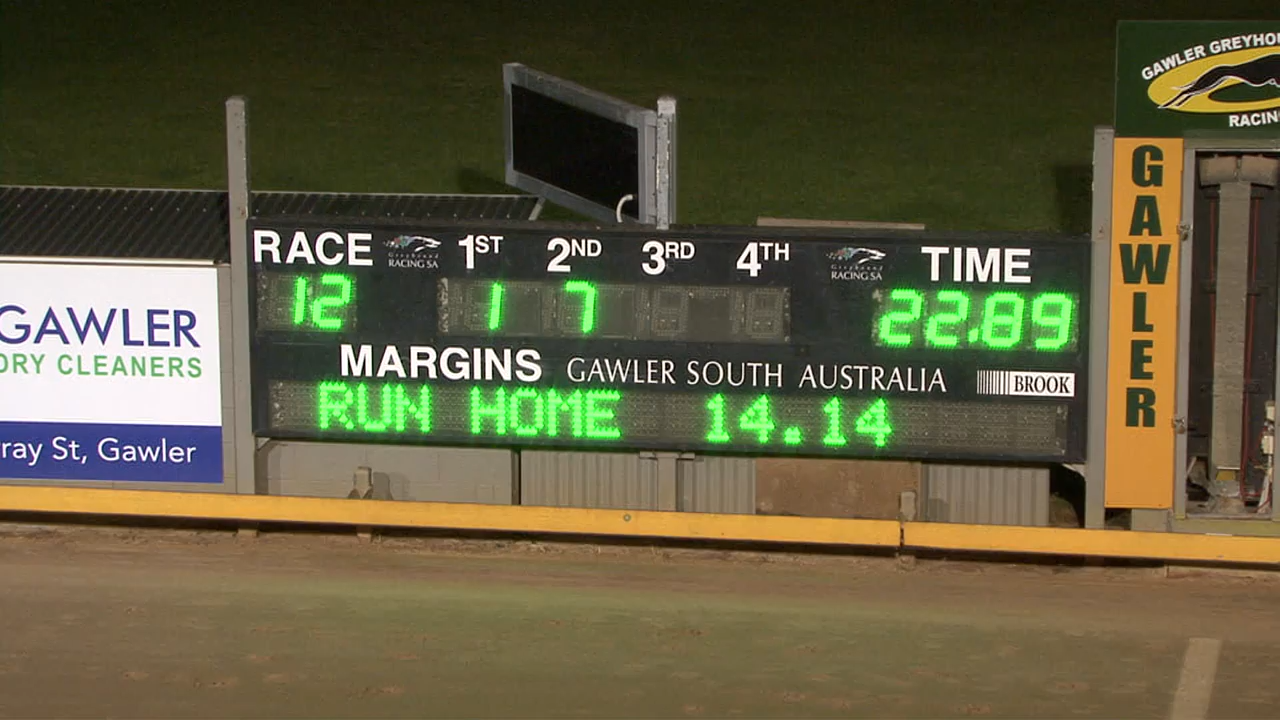 GAWLER GREYHO
RACIN
GAWLER
RACE 1ST 2ND 3RD 4TH TIME
Greyhound Greyhound
RACING SA RACING SA
12 1 7 22.89
MARGINS GAWLER SOUTH AUSTRALIA BROOK
RUN HOME 14.14
GAWLER
ORY CLEANERS
ray St, Gawler